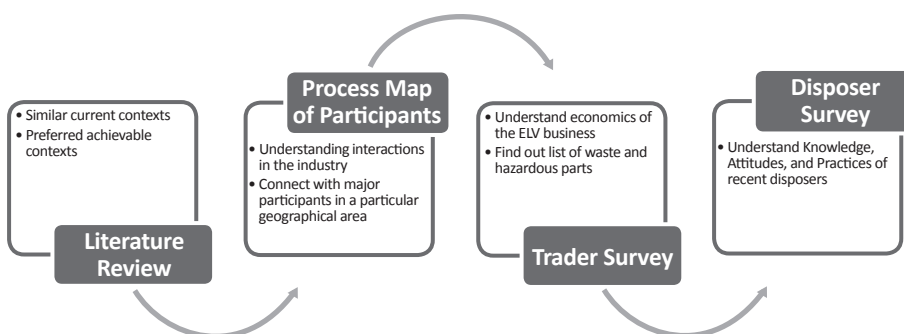 • Similar current contexts
• Preferred achievable
contexts
Literature
Review
Process Map
of Participants
• Understanding interactions
in the industry
• Connect with major
participants in a particular
geographical area
• Understand economics of
the ELV business
• Find out list of waste and
hazardous parts
Trader Survey
Disposer
Survey
• Understand Knowledge,
Attitudes, and Practices of
recent disposers